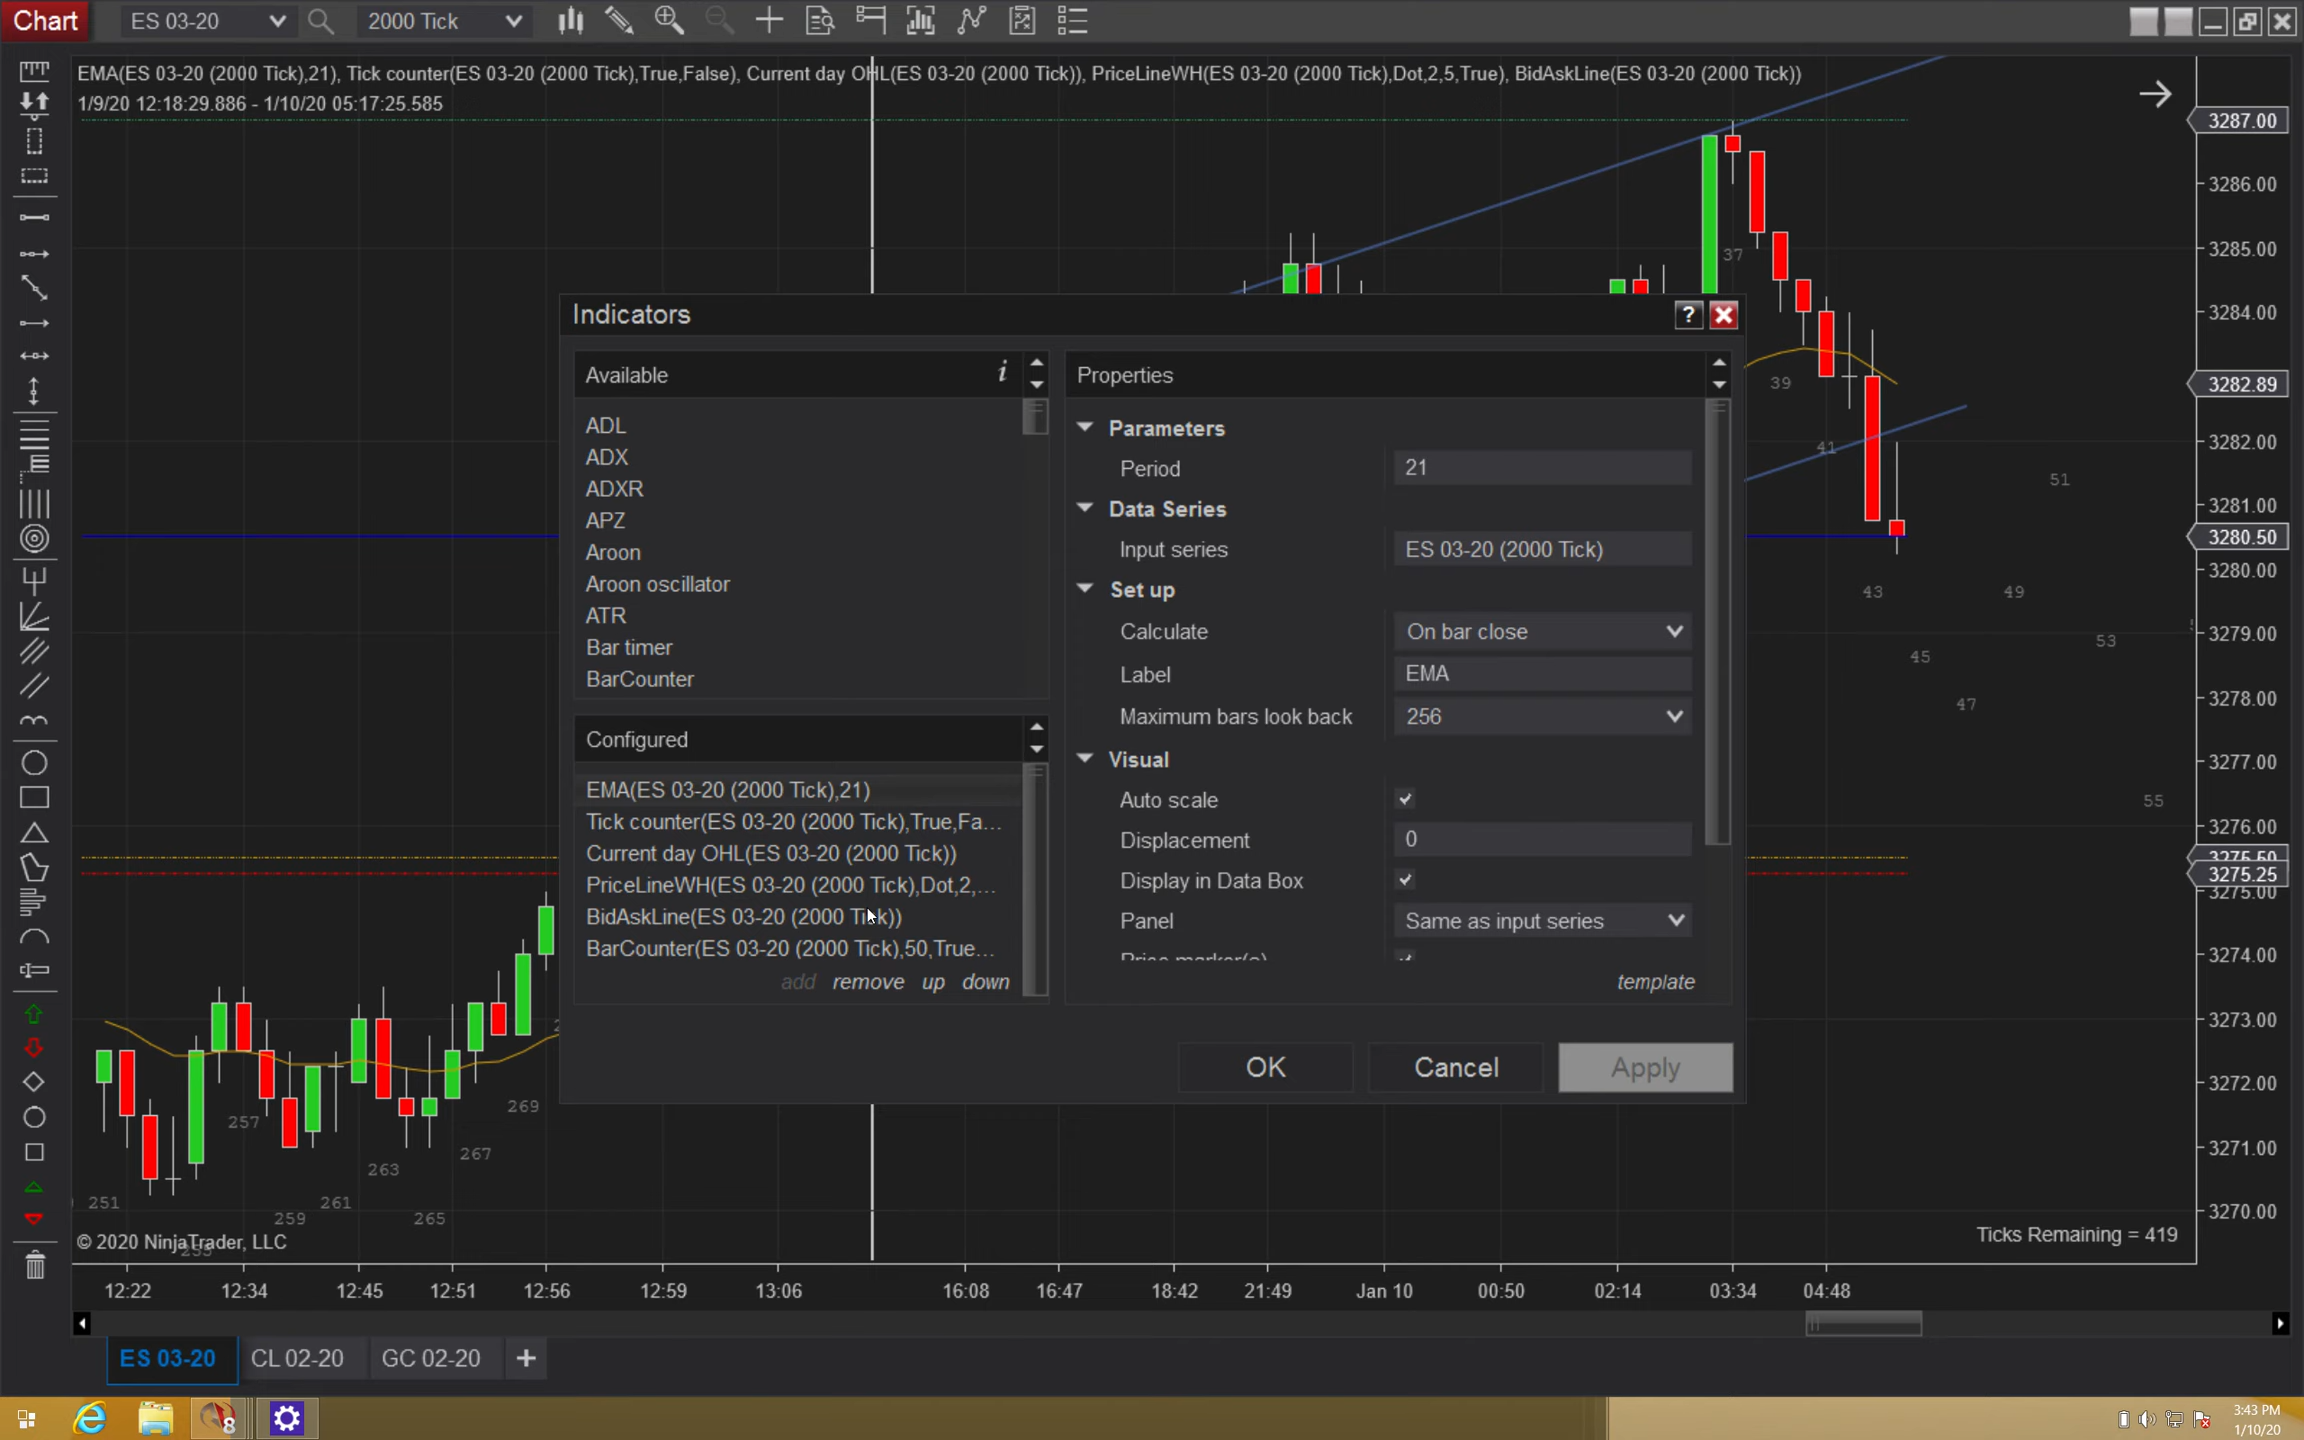 Chart
ES 03-20
2000 Tick
EMA(ES 03-20 (2000 Tick),21), Tick counter(ES 03-20 (2000 Tick),True,False), Current day OHL(ES 03-20 (2000 Tick)), PriceLineWH(ES 03-20 (2000 Tick),Dot,2,5,True), BidAskLine(ES 03-20 (2000 Tick))
1/9/20 12:18:29.886 - 1/10/20 05:17:25.585
3287.00
3286.00
3285.00
3284.00
3282.89
3282.00
3281.00
3280.50
3280.00
3279.00
3278.00
3277.00
3276.00
3275.50
3275.25
3275.00
3274.00
3273.00
3272.00
3271.00
3270.00
37
39
41
43
45
47
49
51
53
55
Indicators
?
Available
i
ADL
ADX
ADXR
APZ
Aroon
Aroon oscillator
ATR
Bar timer
BarCounter
Configured
EMA(ES 03-20 (2000 Tick),21)
Tick counter(ES 03-20 (2000 Tick),True,Fa...
Current day OHL(ES 03-20 (2000 Tick))
PriceLineWH(ES 03-20 (2000 Tick),Dot,2,...
BidAskLine(ES 03-20 (2000 Tick))
BarCounter(ES 03-20 (2000 Tick),50,True...
add remove up down
Properties
Parameters
Period 21
Data Series
Input series ES 03-20 (2000 Tick)
Set up
Calculate On bar close
Label EMA
Maximum bars look back 256
Visual
Auto scale
Displacement 0
Display in Data Box
Panel Same as input series
Price marker(s)
template
OK
Cancel
Apply
251
255
257
259
261
263
265
267
269
© 2020 NinjaTrader, LLC
Ticks Remaining = 419
12:22 12:34 12:45 12:51 12:56 12:59 13:06 16:08 16:47 18:42 21:49 Jan 10 00:50 02:14 03:34 04:48
ES 03-20 CL 02-20 GC 02-20 +
8
3:43 PM
1/10/20